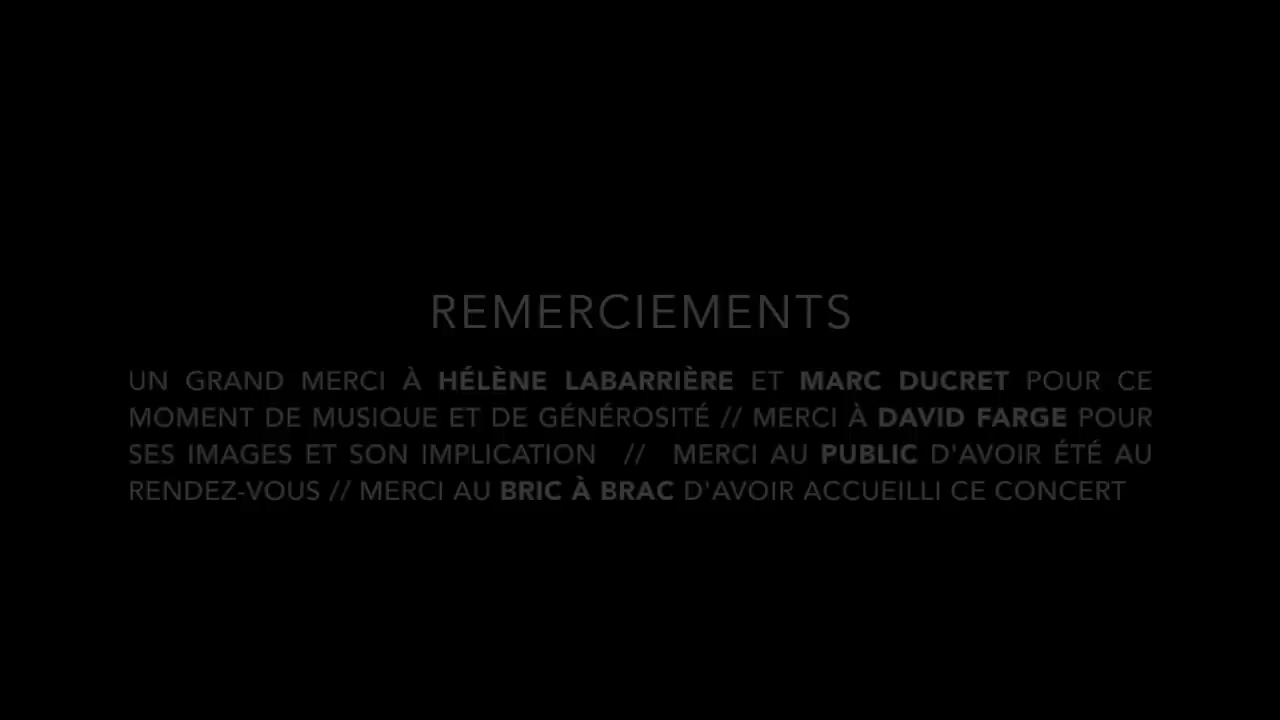 REMERCIEMENTS
UN GRAND MERCI À HÉLÈNE LABARRIÈRE ET MARC DUCRET POUR CE
MOMENT DE MUSIQUE ET DE GÉNÉROSITÉ // MERCI À DAVID FARGE POUR
SES IMAGES ET SON IMPLICATION // MERCI AU PUBLIC D'AVOIR ÉTÉ AU
RENDEZ-VOUS // MERCI AU BRIC À BRAC D'AVOIR ACCUEILLI CE CONCERT